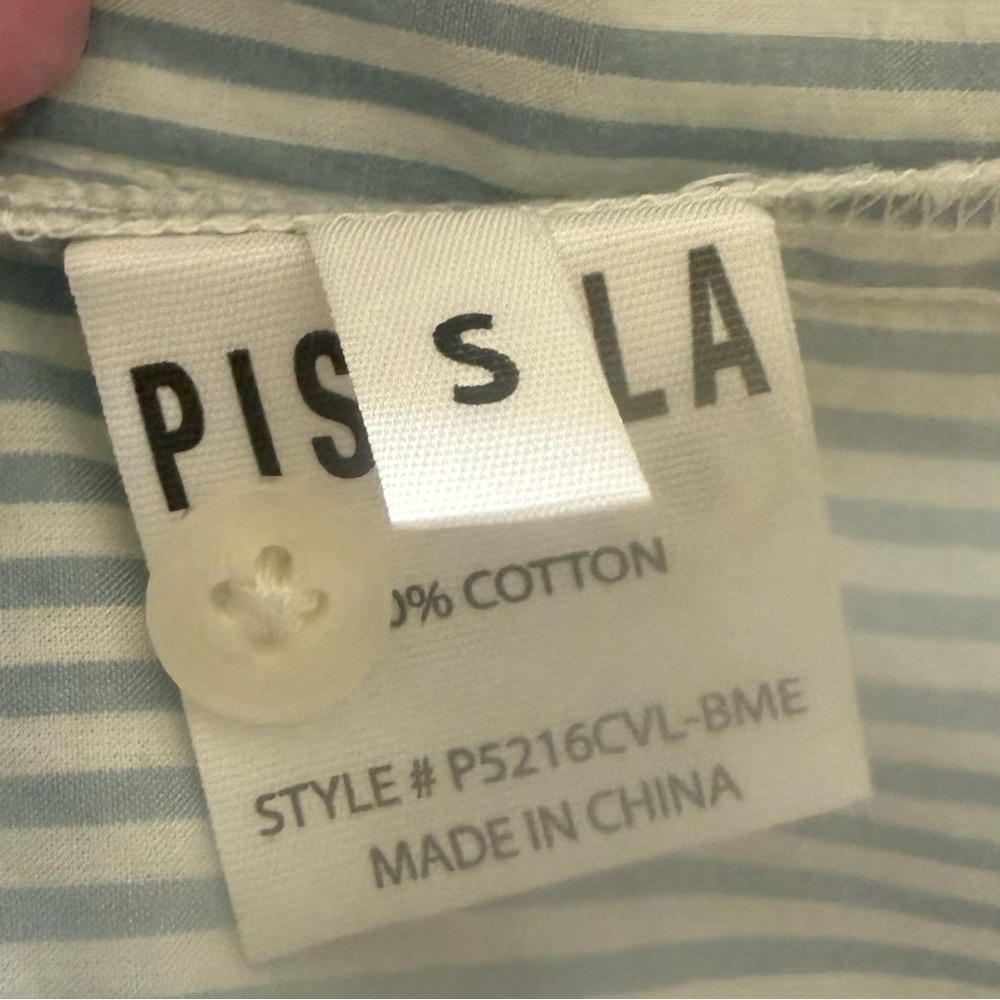 PIS S LA
0% COTTON
STYLE # P5216CVL-BME
MADE IN CHINA